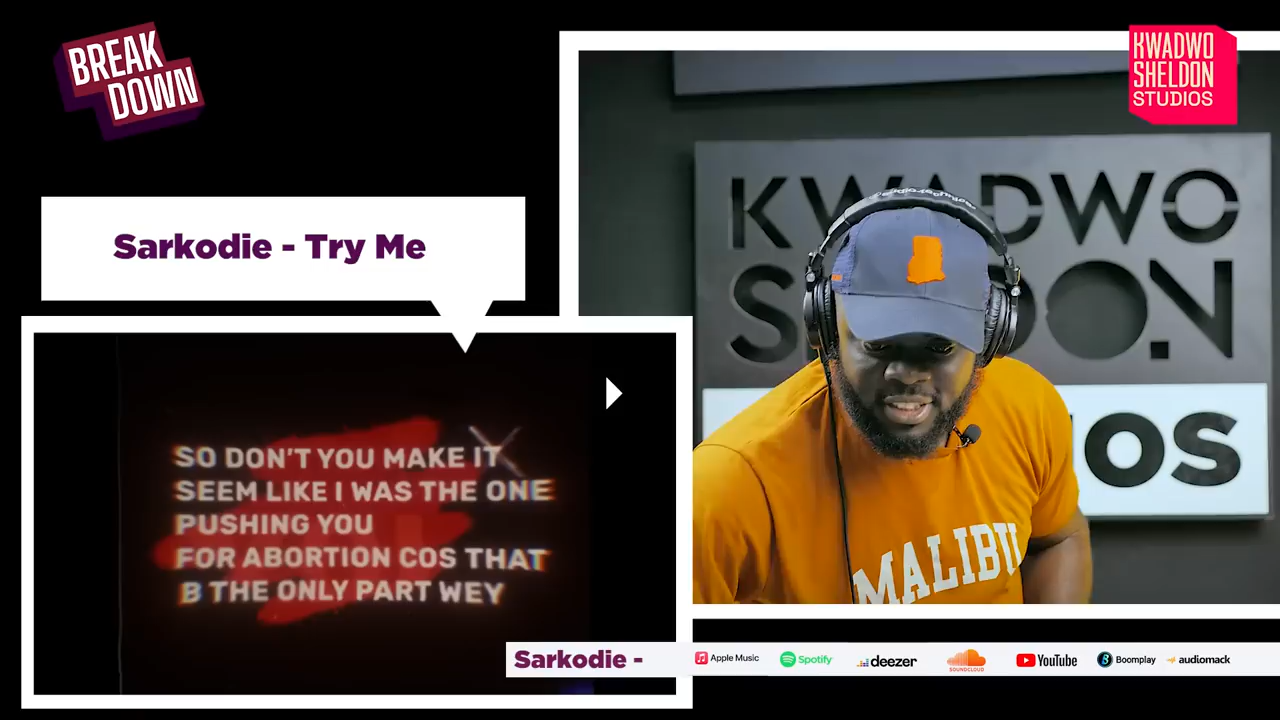 BREAK
DOWN
KWADWO
SHELDON
STUDIOS
Sarkodie - Try Me
SO DON'T YOU MAKE IT
SEEM LIKE I WAS THE ONE
PUSHING YOU
FOR ABORTION COS THAT
B THE ONLY PART WEY
MALIBU
Sarkodie -
Apple Music
Spotify
deezer
SOUNDCLOUD
YouTube
Boomplay
audiomack